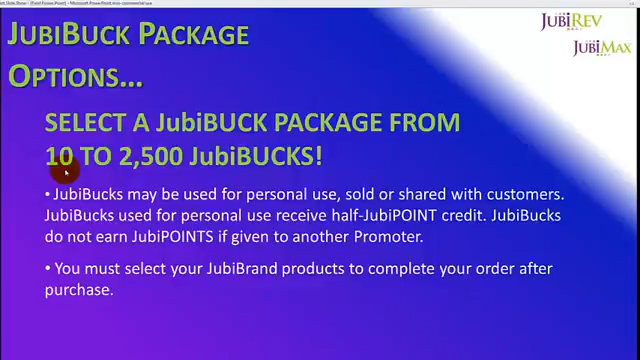 JUBIBUCK PACKAGE
OPTIONS...
JUBIREV
JUBIMAX
SELECT A JubiBUCK PACKAGE FROM
10 TO 2,500 JubiBUCKS!
• JubiBucks may be used for personal use, sold or shared with customers.
JubiBucks used for personal use receive half-JubiPOINT credit. JubiBucks
do not earn JubiPOINTS if given to another Promoter.
• You must select your JubiBrand products to complete your order after
purchase.